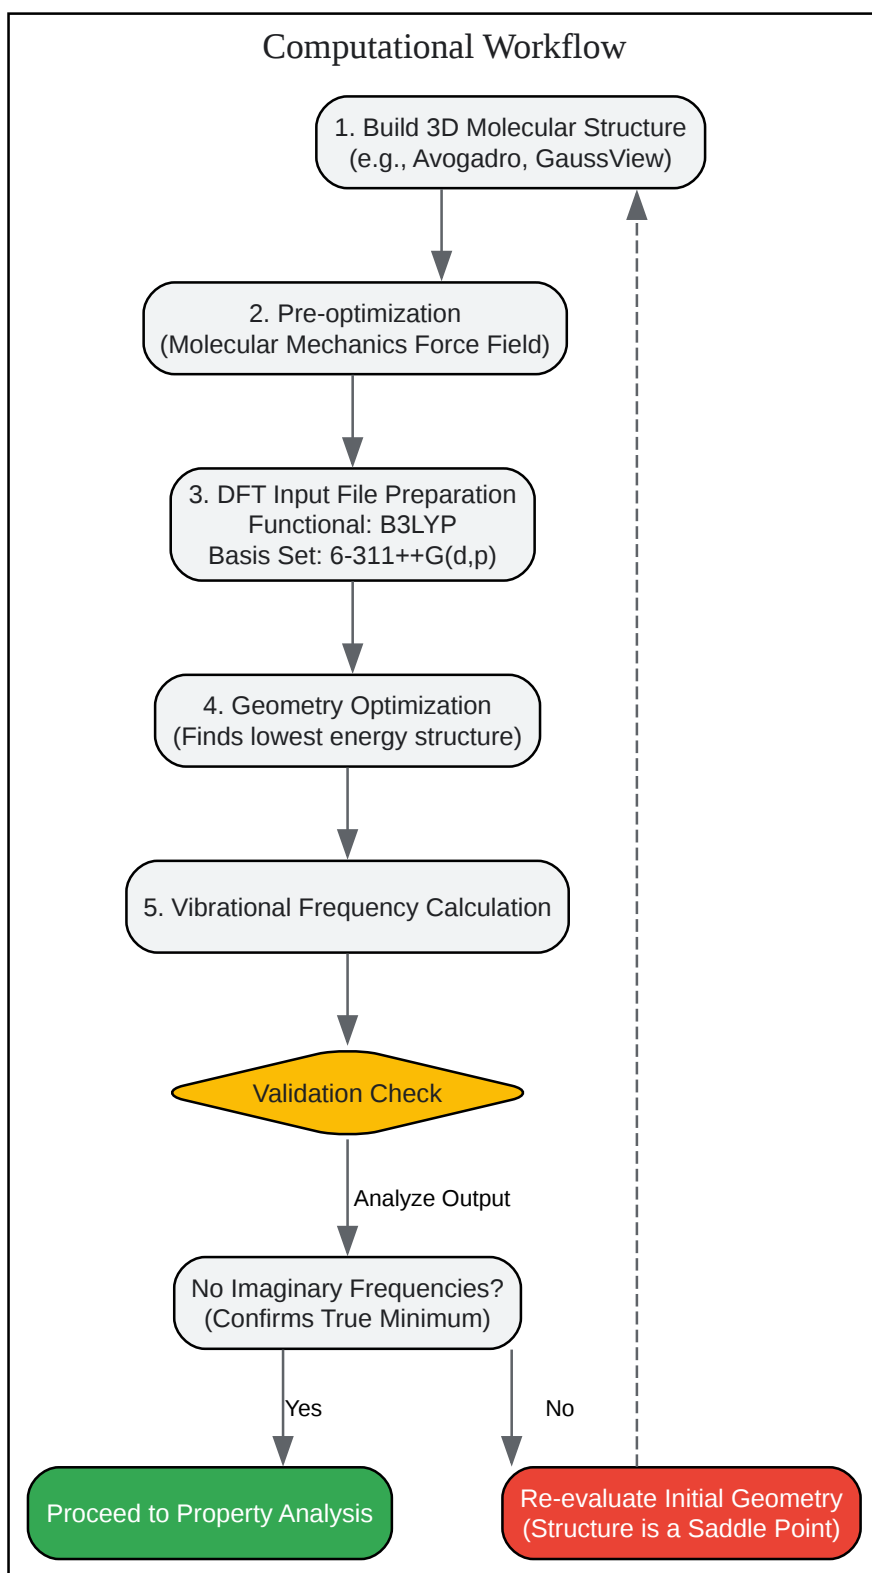 Computational Workflow
1. Build 3D Molecular Structure
(e.g., Avogadro, GaussView)
2. Pre-optimization
(Molecular Mechanics Force Field)
3. DFT Input File Preparation
Functional: B3LYP
Basis Set: 6-311++G(d,p)
4. Geometry Optimization
(Finds lowest energy structure)
5. Vibrational Frequency Calculation
Validation Check
Analyze Output
No Imaginary Frequencies?
(Confirms True Minimum)
Yes
No
Proceed to Property Analysis
Re-evaluate Initial Geometry
(Structure is a Saddle Point)